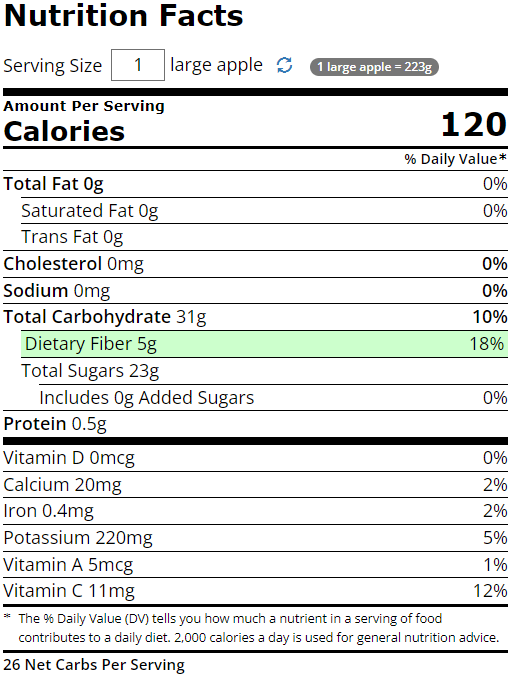 Nutrition Facts
Serving Size 1 large apple 1 large apple = 223g
Amount Per Serving
Calories 120
% Daily Value*
Total Fat 0g 0%
Saturated Fat 0g 0%
Trans Fat 0g
Cholesterol 0mg 0%
Sodium 0mg 0%
Total Carbohydrate 31g 10%
Dietary Fiber 5g 18%
Total Sugars 23g
Includes 0g Added Sugars 0%
Protein 0.5g
Vitamin D 0mcg 0%
Calcium 20mg 2%
Iron 0.4mg 2%
Potassium 220mg 5%
Vitamin A 5mcg 1%
Vitamin C 11mg 12%
* The % Daily Value (DV) tells you how much a nutrient in a serving of food
contributes to a daily diet. 2,000 calories a day is used for general nutrition advice.
26 Net Carbs Per Serving